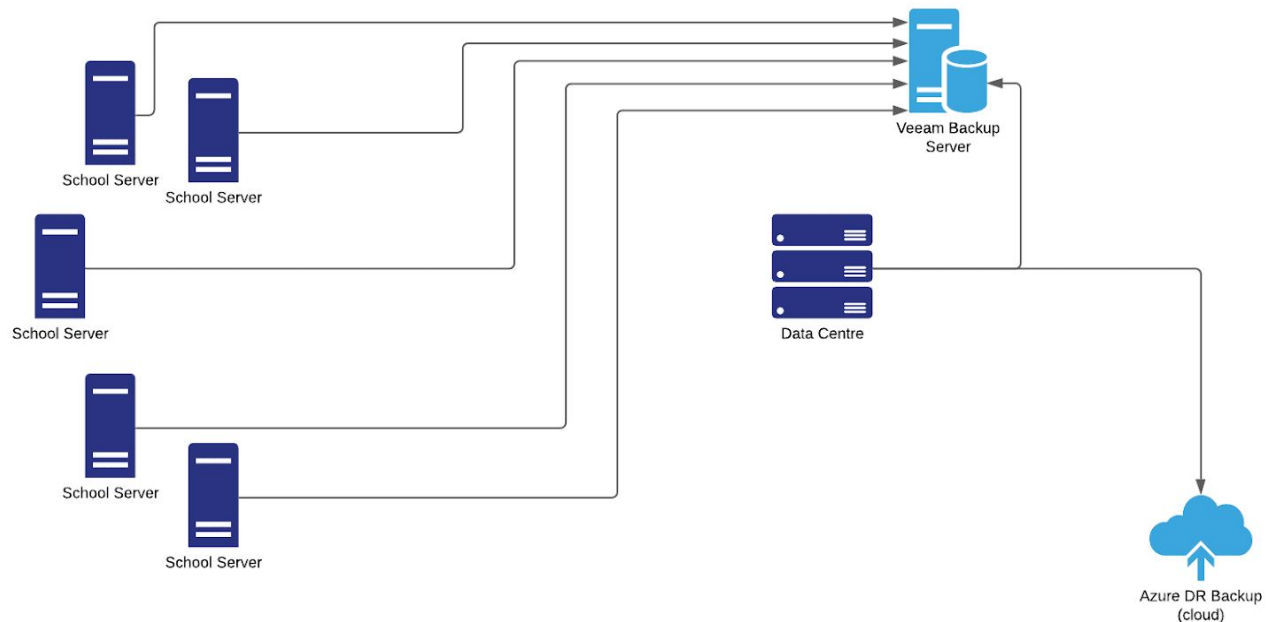 School Server
School Server
Veeam Backup
Server
School Server
Data Centre
School Server
School Server
Azure DR Backup
(cloud)